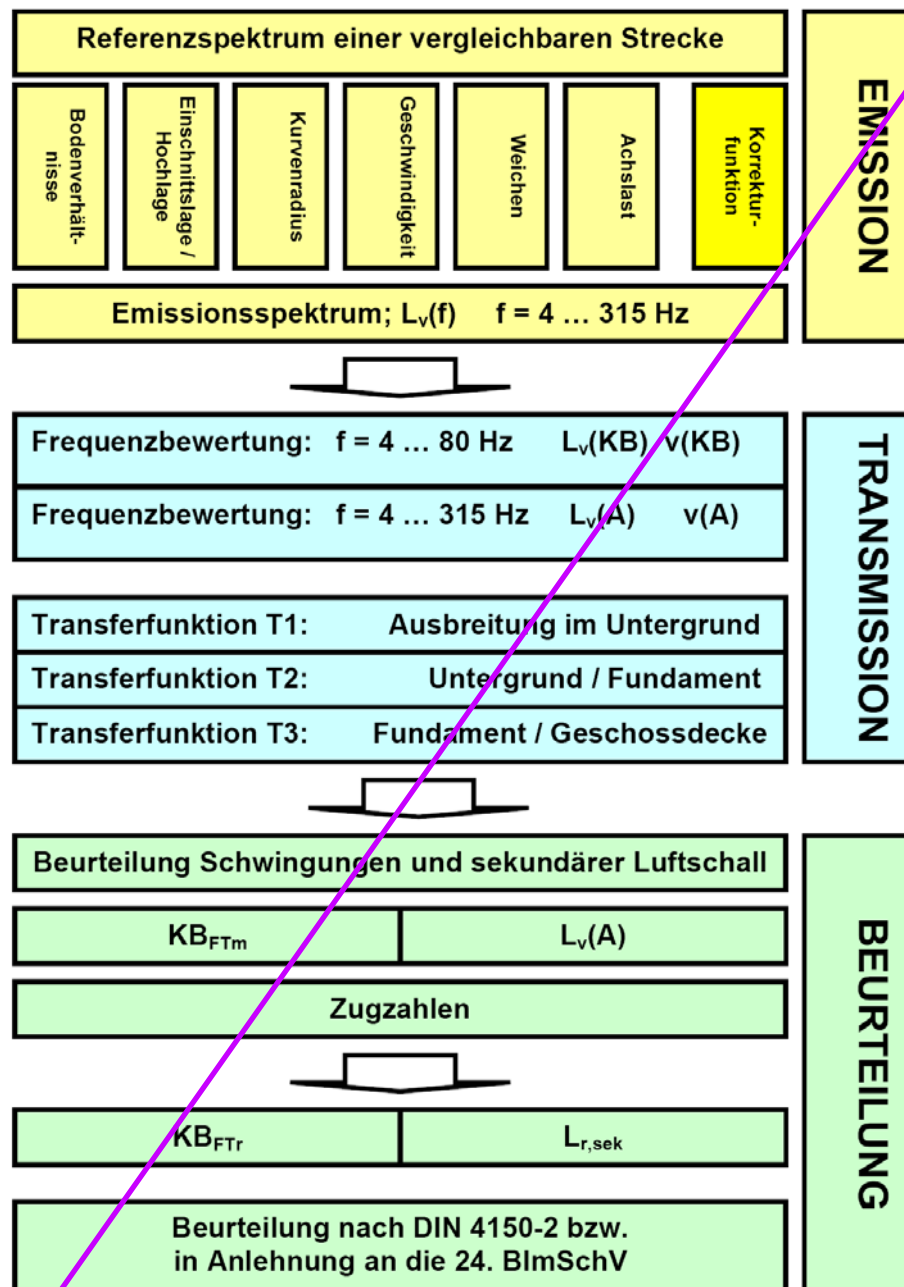 Referenzspektrum einer vergleichbaren Strecke
Bodenverhält-
nisse
Einschnittslage /
Hochlage
Kurvenradius
Geschwindigkeit
Weichen
Achslast
Korrektur-
funktion
Emissionsspektrum; Lv(f) f = 4 ... 315 Hz
EMISSION
Frequenzbewertung: f = 4 ... 80 Hz Lv(KB) v(KB)
Frequenzbewertung: f = 4 ... 315 Hz Lv(A) v(A)
Transferfunktion T1: Ausbreitung im Untergrund
Transferfunktion T2: Untergrund / Fundament
Transferfunktion T3: Fundament / Geschossdecke
TRANSMISSION
Beurteilung Schwingungen und sekundärer Luftschall
KBFTm Lv(A)
Zugzahlen
KBFTr Lr,sek
Beurteilung nach DIN 4150-2 bzw.
in Anlehnung an die 24. BImSchV
BEURTEILUNG